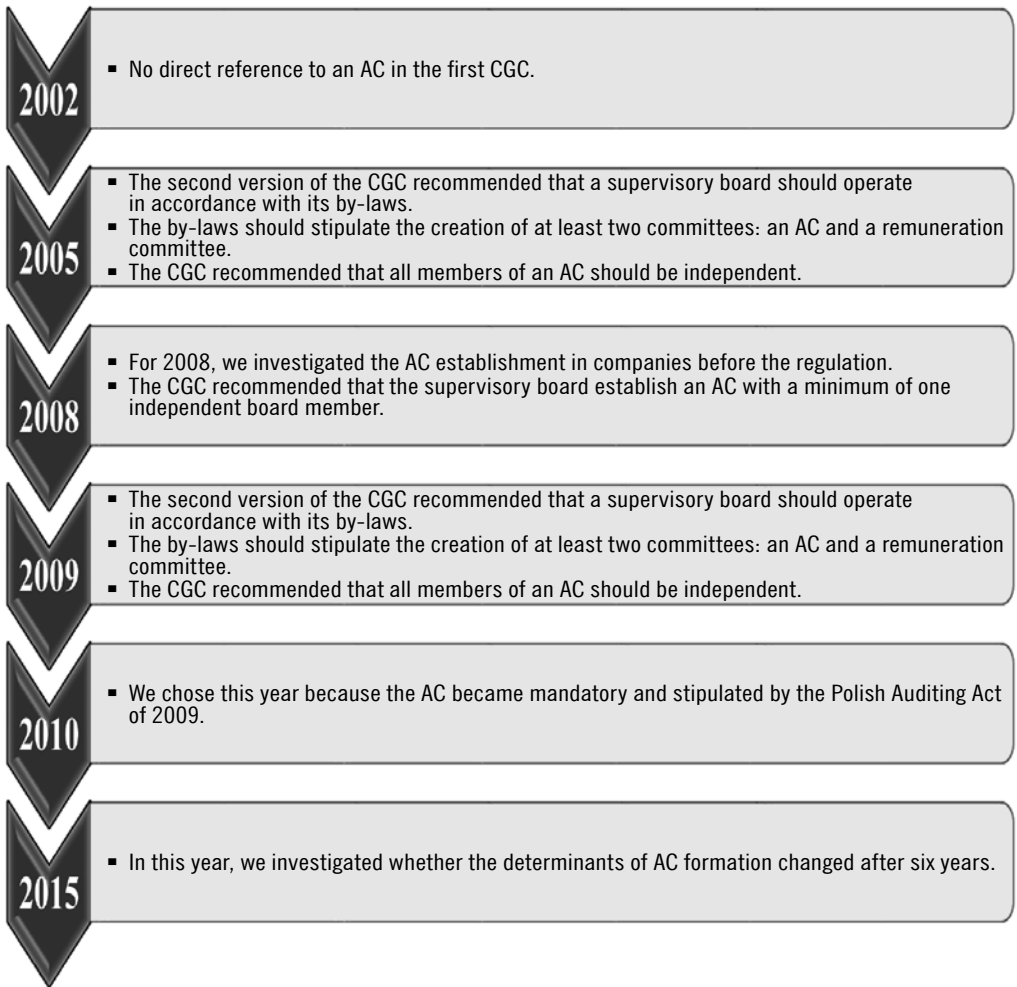 2002
▪ No direct reference to an AC in the first CGC.
2005
▪ The second version of the CGC recommended that a supervisory board should operate
in accordance with its by-laws.
▪ The by-laws should stipulate the creation of at least two committees: an AC and a remuneration
committee.
▪ The CGC recommended that all members of an AC should be independent.
2008
▪ For 2008, we investigated the AC establishment in companies before the regulation.
▪ The CGC recommended that the supervisory board establish an AC with a minimum of one
independent board member.
2009
▪ The second version of the CGC recommended that a supervisory board should operate
in accordance with its by-laws.
▪ The by-laws should stipulate the creation of at least two committees: an AC and a remuneration
committee.
▪ The CGC recommended that all members of an AC should be independent.
2010
▪ We chose this year because the AC became mandatory and stipulated by the Polish Auditing Act
of 2009.
2015
▪ In this year, we investigated whether the determinants of AC formation changed after six years.